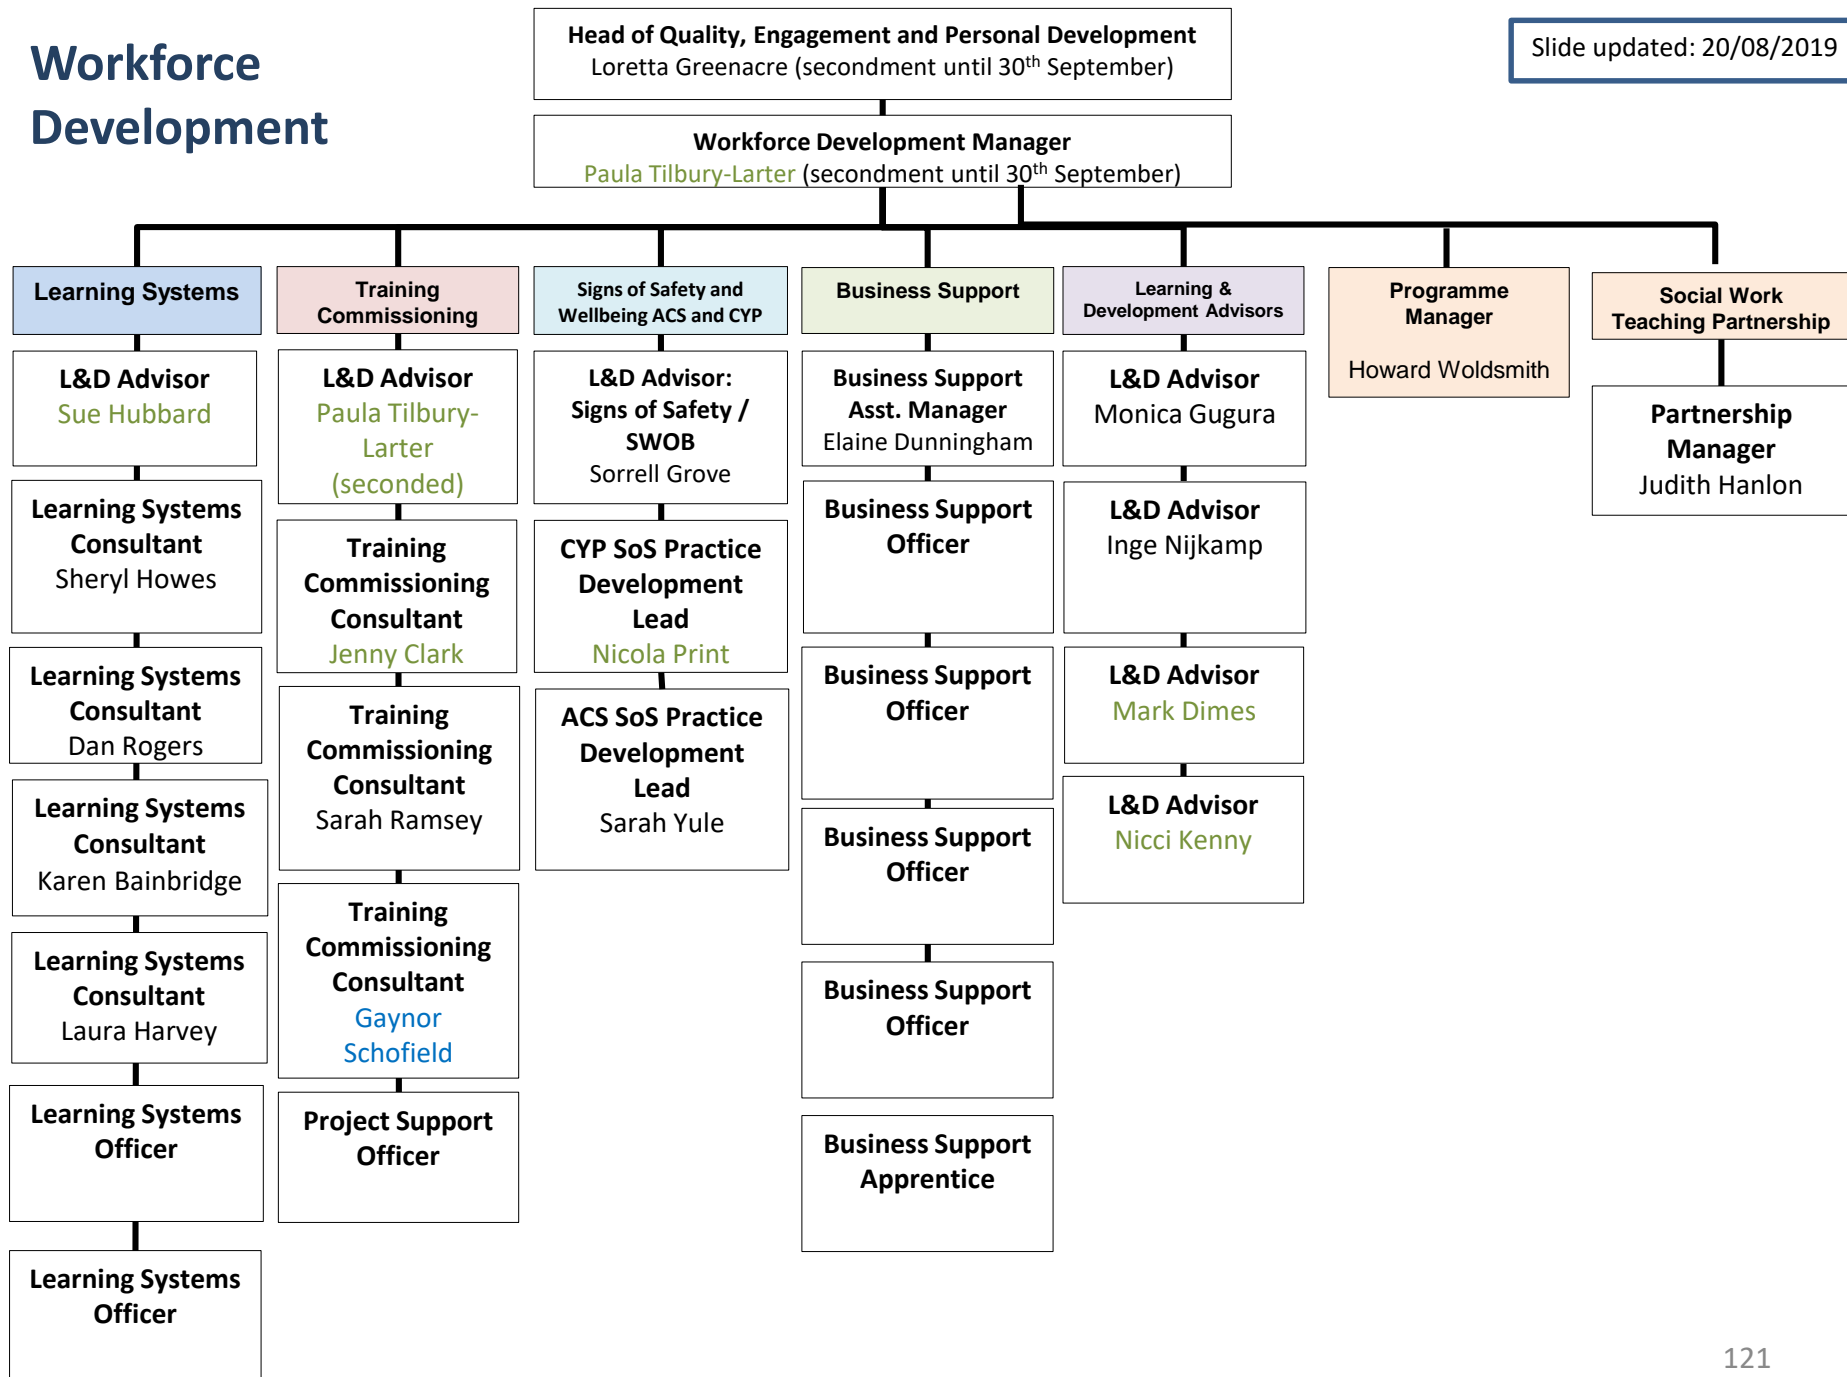 Workforce
Development
Head of Quality, Engagement and Personal Development
Loretta Greenacre (secondment until 30th September)
Slide updated: 20/08/2019
Workforce Development Manager
Paula Tilbury-Larter (secondment until 30th September)
Learning Systems
L&D Advisor
Sue Hubbard
Learning Systems
Consultant
Sheryl Howes
Learning Systems
Consultant
Dan Rogers
Learning Systems
Consultant
Karen Bainbridge
Learning Systems
Consultant
Laura Harvey
Learning Systems
Officer
Learning Systems
Officer
Training
Commissioning
L&D Advisor
Paula Tilbury-
Larter
(seconded)
Training
Commissioning
Consultant
Jenny Clark
Training
Commissioning
Consultant
Sarah Ramsey
Training
Commissioning
Consultant
Gaynor
Schofield
Project Support
Officer
Signs of Safety and
Wellbeing ACS and CYP
L&D Advisor:
Signs of Safety /
SWOB
Sorrell Grove
CYP SoS Practice
Development
Lead
Nicola Print
ACS SoS Practice
Development
Lead
Sarah Yule
Business Support
Business Support
Asst. Manager
Elaine Dunningham
Business Support
Officer
Business Support
Officer
Business Support
Officer
Business Support
Officer
Business Support
Apprentice
Learning &
Development Advisors
L&D Advisor
Monica Gugura
L&D Advisor
Inge Nijkamp
L&D Advisor
Mark Dimes
L&D Advisor
Nicci Kenny
Programme
Manager
Howard Woldsmith
Social Work
Teaching Partnership
Partnership
Manager
Judith Hanlon
121